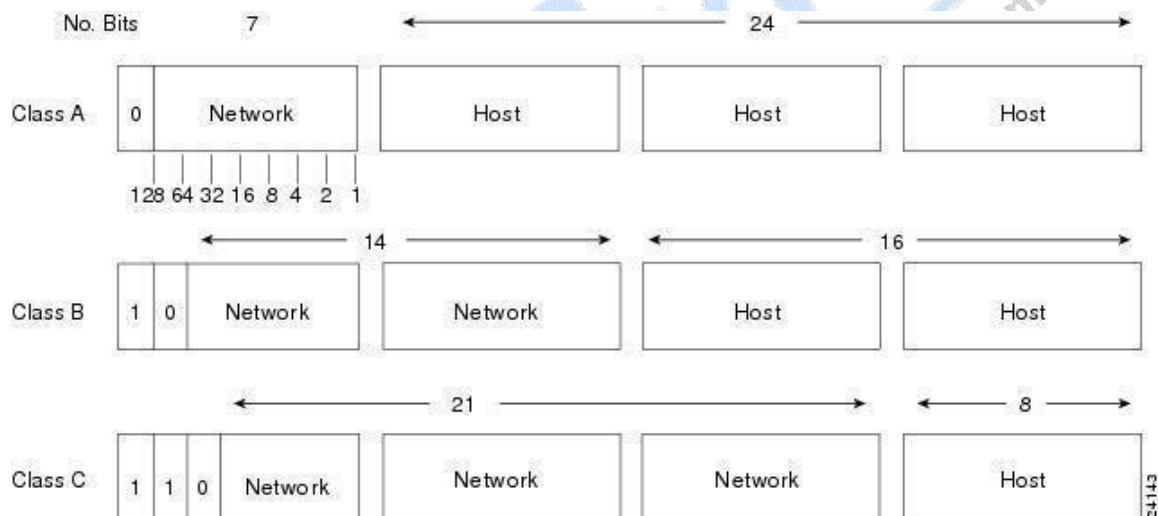 No. Bits 7 24
Class A 0 Network Host Host Host
128 64 32 16 8 4 2 1
14 16
Class B 1 0 Network Network Host Host
21 8
Class C 1 1 0 Network Network Network Host
24143